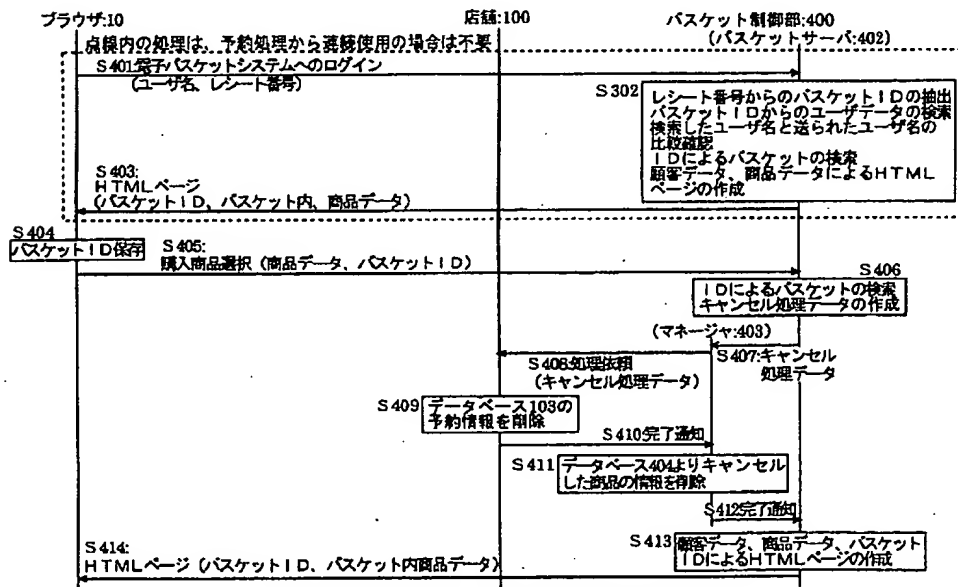 ブラウザ:10
店舗:100
バスケット制御部:400
(バスケットサーバ:402)
点線内の処理は、予約処理から連続使用の場合は不要
S401:電子バスケットシステムへのログイン
(ユーザ名、レシート番号)
S302
レシート番号からのバスケットIDの抽出
バスケットIDからのユーザデータの検索
検索したユーザ名と送られたユーザ名の
比較確認
IDによるバスケットの検索
顧客データ、商品データによるHTML
ページの作成
S403:
HTMLページ
(バスケットID、バスケット内、商品データ)
S404
バスケットID保存
S405:
購入商品選択(商品データ、バスケットID)
S406
IDによるバスケットの検索
キャンセル処理データの作成
(マネージャ:403)
S407:キャンセル
処理データ
S408:処理依頼
(キャンセル処理データ)
S409
データベース103の
予約情報を削除
S410:完了通知
S411
データベース404よりキャンセル
した商品の情報を削除
S412:完了通知
S413
顧客データ、商品データ、バスケット
IDによるHTMLページの作成
S414:
HTMLページ(バスケットID、バスケット内商品データ)